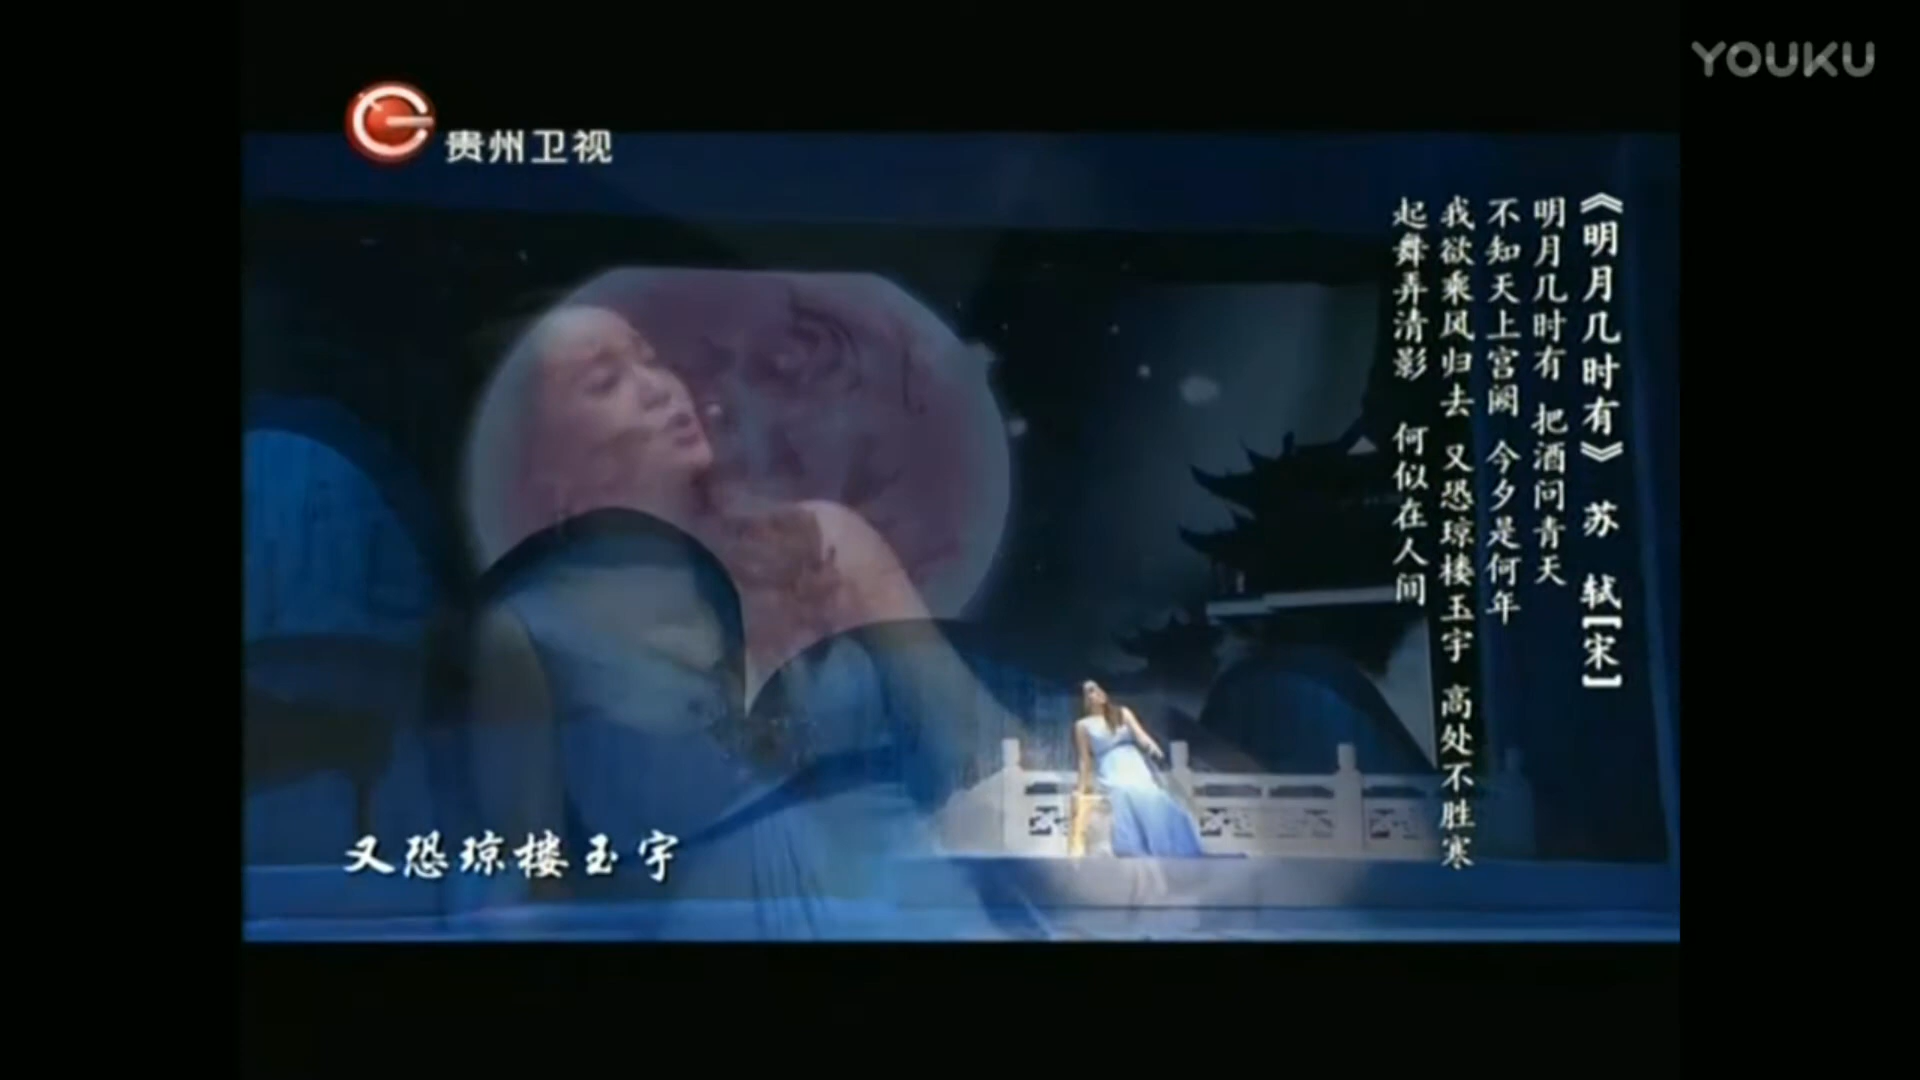 YOUKU
贵州卫视
《明月几时有》 苏 轼【宋】
明月几时有 把酒问青天
不知天上宫阙 今夕是何年
我欲乘风归去 又恐琼楼玉宇 高处不胜寒
起舞弄清影 何似在人间
又恐琼楼玉宇